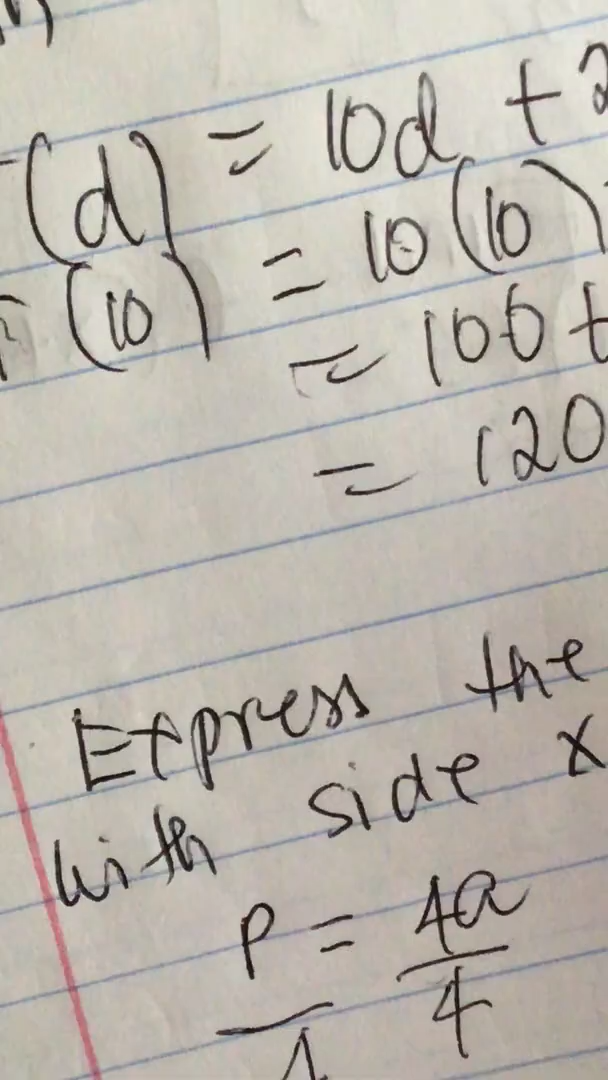 (d) = 10d + 2
(10) = 10(10)
= 100 +
= 120
Express the
with side x
P = 4a
4